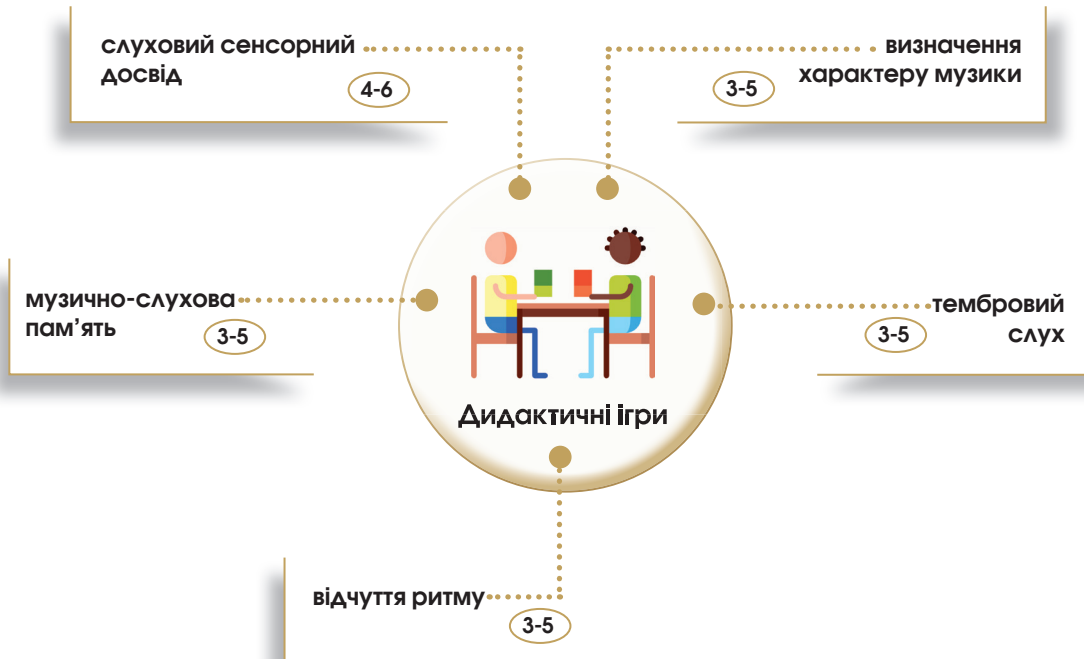 слуховий сенсорний
досвід
4-6
визначення
характеру музики
3-5
музично-слухова
пам’ять
3-5
тембровий
слух
3-5
Дидактичні ігри
відчуття ритму
3-5